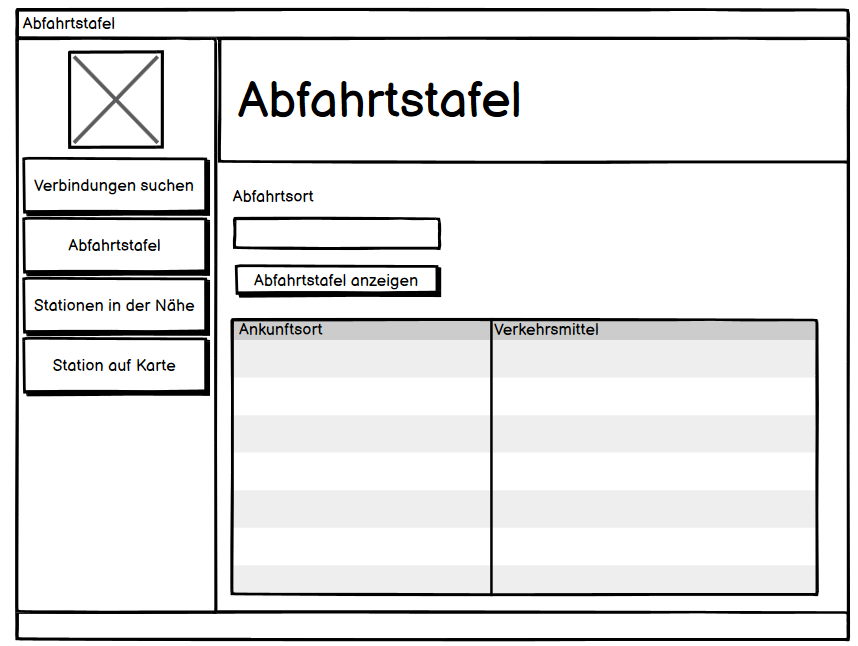 Abfahrtstafel
Abfahrtstafel
Verbindungen suchen
Abfahrtstafel
Stationen in der Nähe
Station auf Karte
Abfahrtsort
Abfahrtstafel anzeigen
Ankunftsort
Verkehrsmittel